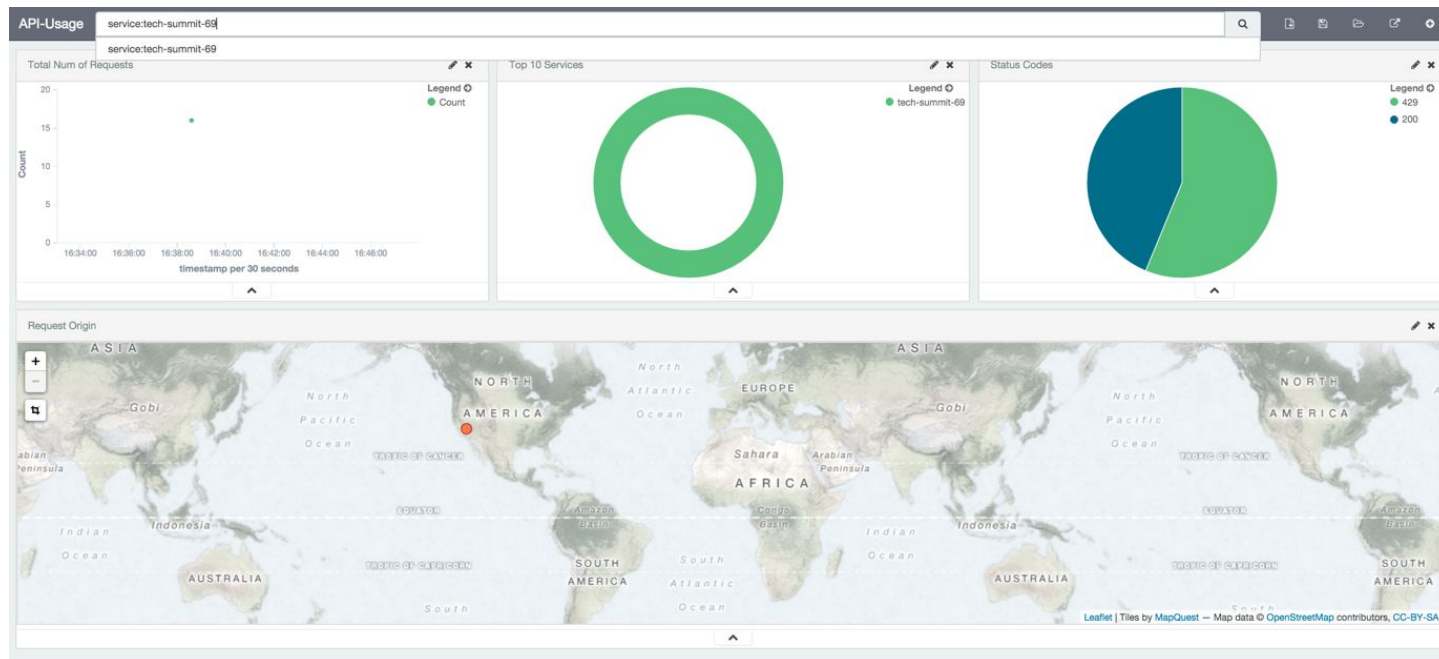 API-Usage
service:tech-summit-69
service:tech-summit-69
Total Num of Requests
Legend
Count
20
15
10
5
0
Count
16:34:00 16:36:00 16:38:00 16:40:00 16:42:00 16:44:00 16:46:00
timestamp per 30 seconds
Top 10 Services
Legend
tech-summit-69
Status Codes
Legend
429
200
Request Origin
+
−
ASIA
Gobi
abian
Peninsula
Indian
Ocean
Indonesia
AUSTRALIA
North
Pacific
Ocean
TROPIC OF CANCER
EQUATOR
TROPIC OF CAPRICORN
South
NORTH
AMERICA
Amazon
Basin
SOUTH
AMERICA
North
Atlantic
Ocean
South
Atlantic
Ocean
EUROPE
Sahara
Arabian
Peninsula
AFRICA
Congo
Basin
ASIA
Gobi
Indian
Ocean
Indonesia
AUSTRALIA
North
Pacific
Ocean
TROPIC OF CANCER
EQUATOR
TROPIC OF CAPRICORN
South
NORTH
AMERICA
Amazon
Basin
SOUTH
AMERICA
A
Leaflet | Tiles by MapQuest — Map data © OpenStreetMap contributors, CC-BY-SA